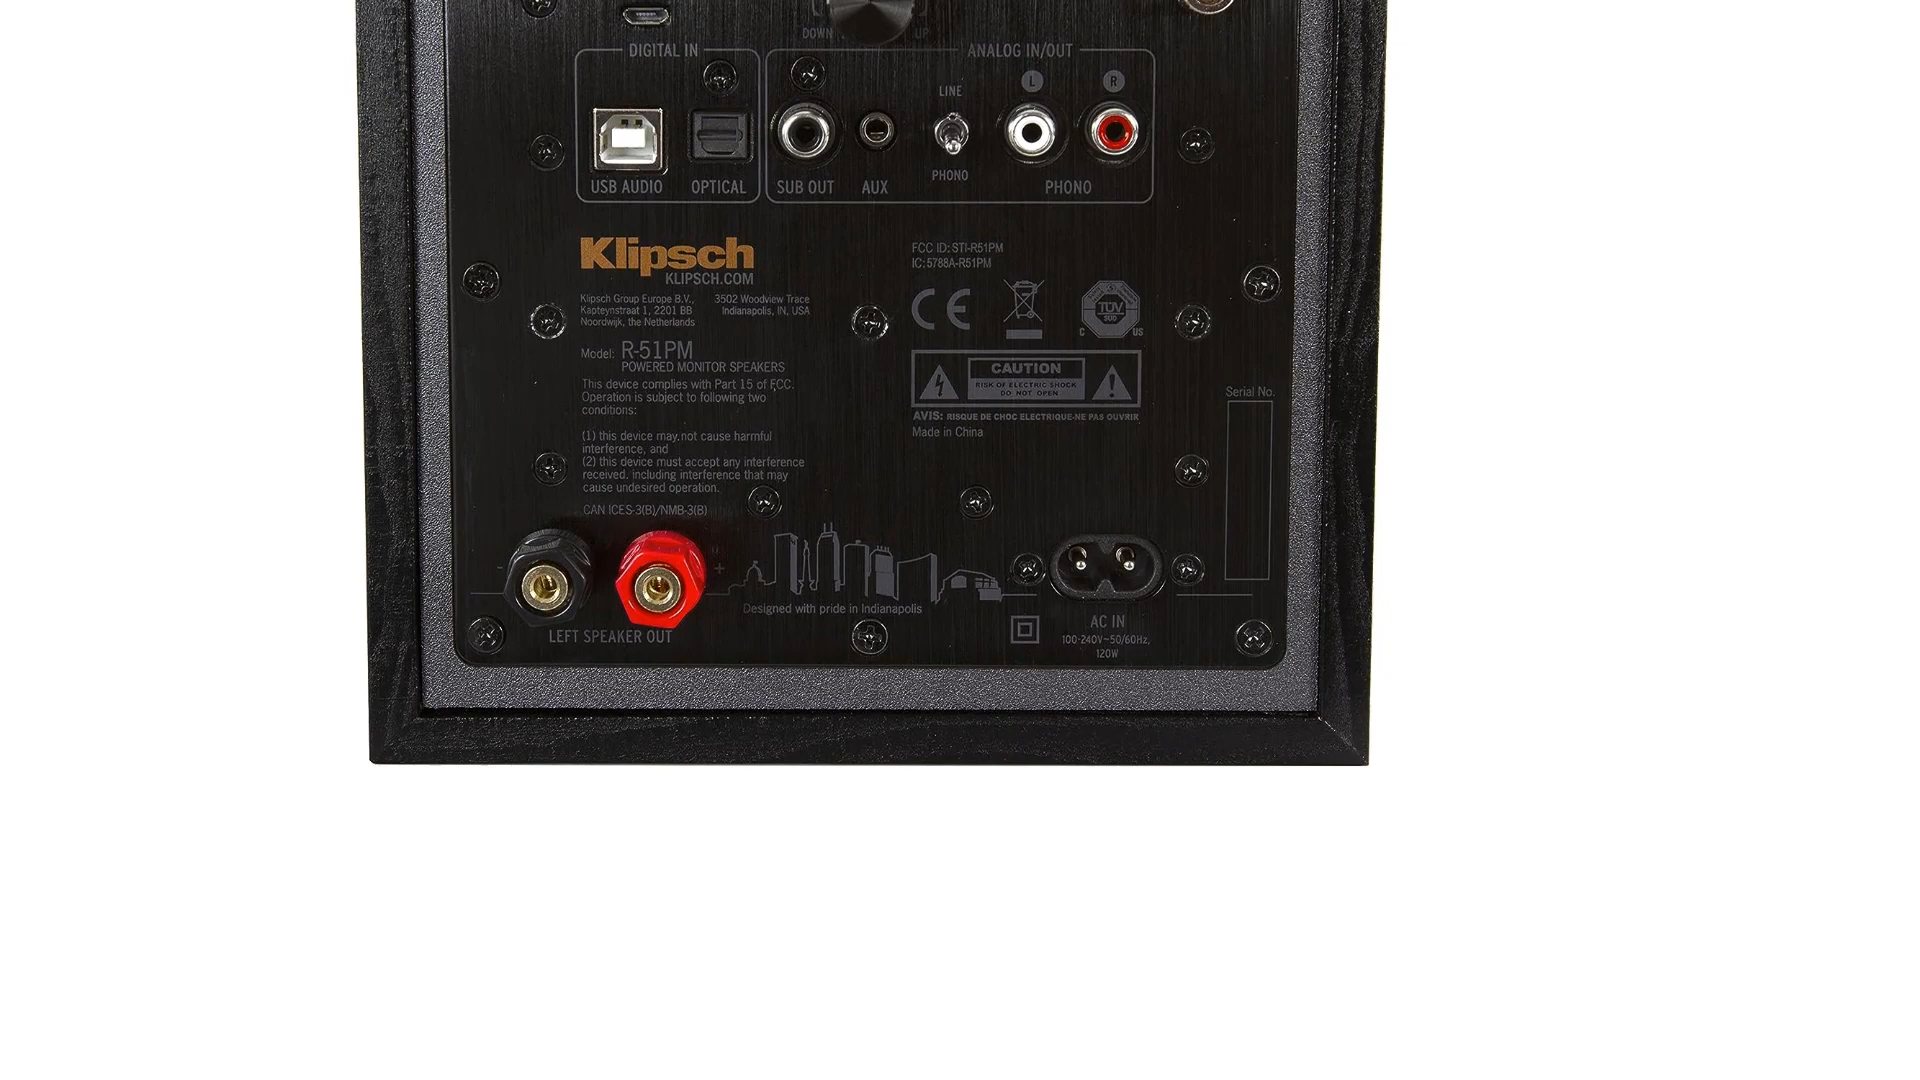 DOWN UP
DIGITAL IN
ANALOG IN/OUT
L R
LINE
PHONO
USB AUDIO OPTICAL SUB OUT AUX PHONO
Klipsch
KLIPSCH.COM
Klipsch Group Europe B.V.,
Kapteynstraat 1, 2201 BB
Noordwijk, the Netherlands
3502 Woodview Trace
Indianapolis, IN, USA
Model: R-51PM
POWERED MONITOR SPEAKERS
This device complies with Part 15 of FCC.
Operation is subject to following two
conditions:
(1) this device may.not cause harmful
interference, and
(2) this device must accept any interference
received. including interference that may
cause undesired operation.
CAN ICES-3(B)/NMB-3(B)
FCC ID: STI-R51PM
IC: 5788A-R51PM
CE
TÜV
C US
CAUTION
RISK OF ELECTRIC SHOCK
DO NOT OPEN
AVIS: RISQUE DE CHOC ELECTRIQUE-NE PAS OUVRIR
Made in China
Serial No.
- +
LEFT SPEAKER OUT
Designed with pride in Indianapolis
AC IN
100-240V~50/60Hz,
120W